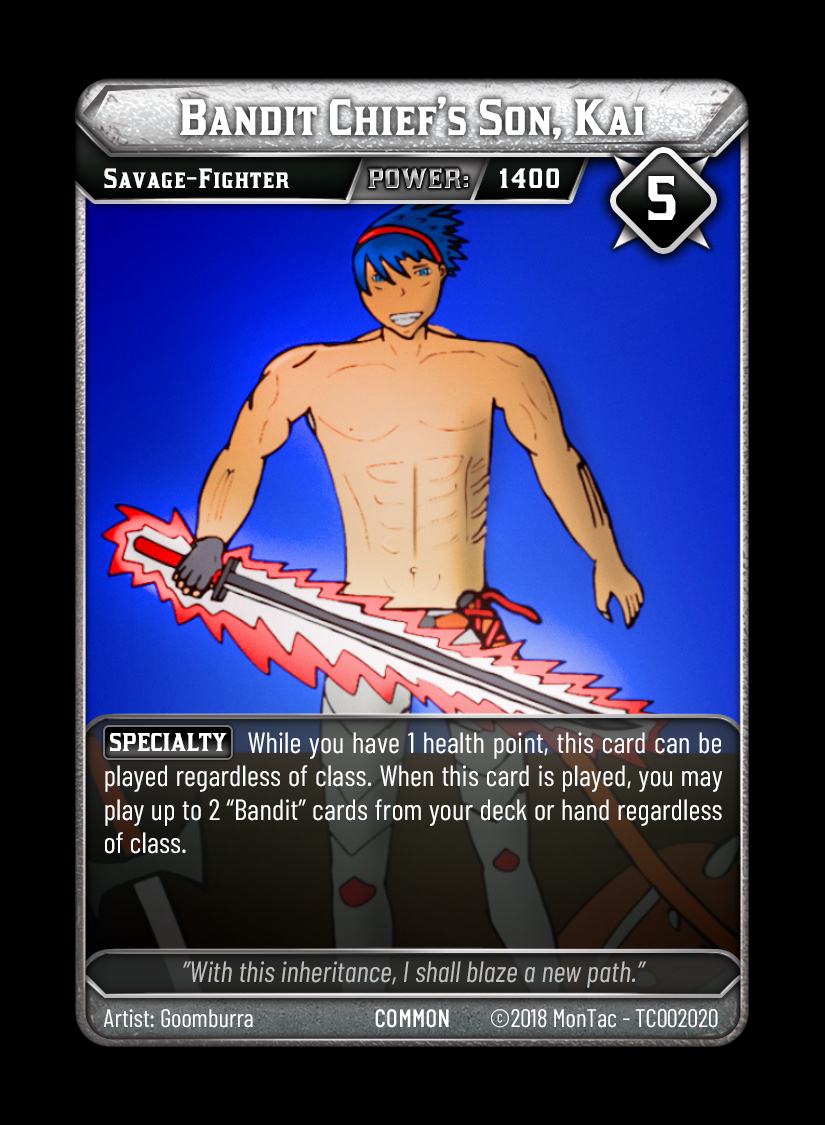 Bandit Chief's Son, Kai
Savage-Fighter POWER: 1400
5
SPECIALTY While you have 1 health point, this card can be
played regardless of class. When this card is played, you may
play up to 2 “Bandit” cards from your deck or hand regardless
of class.
"With this inheritance, I shall blaze a new path."
Artist: Goomburra COMMON ©2018 MonTac - TC002020